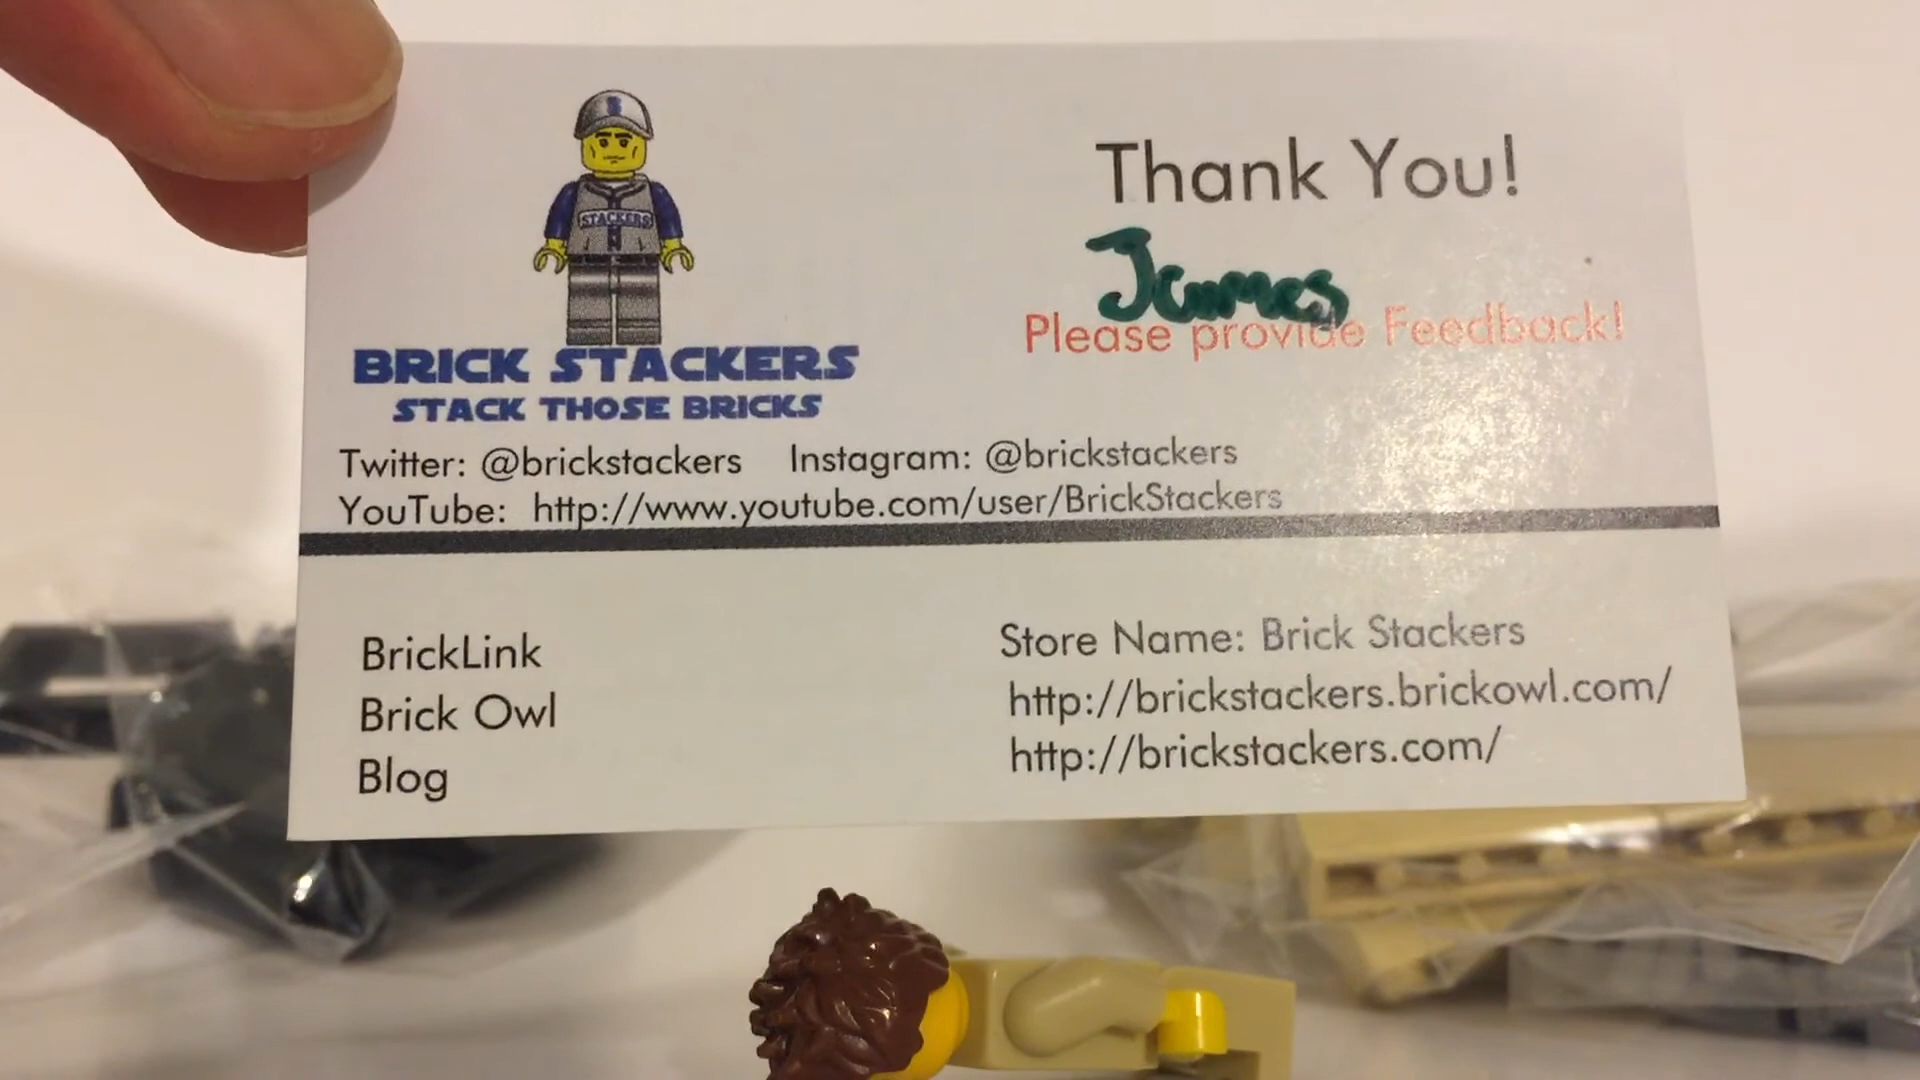 S
STACKERS
BRICK STACKERS
STACK THOSE BRICKS
Thank You!
James
Please provide Feedback!
Twitter: @brickstackers Instagram: @brickstackers
YouTube: http://www.youtube.com/user/BrickStackers
BrickLink Store Name: Brick Stackers
Brick Owl http://brickstackers.brickowl.com/
Blog http://brickstackers.com/